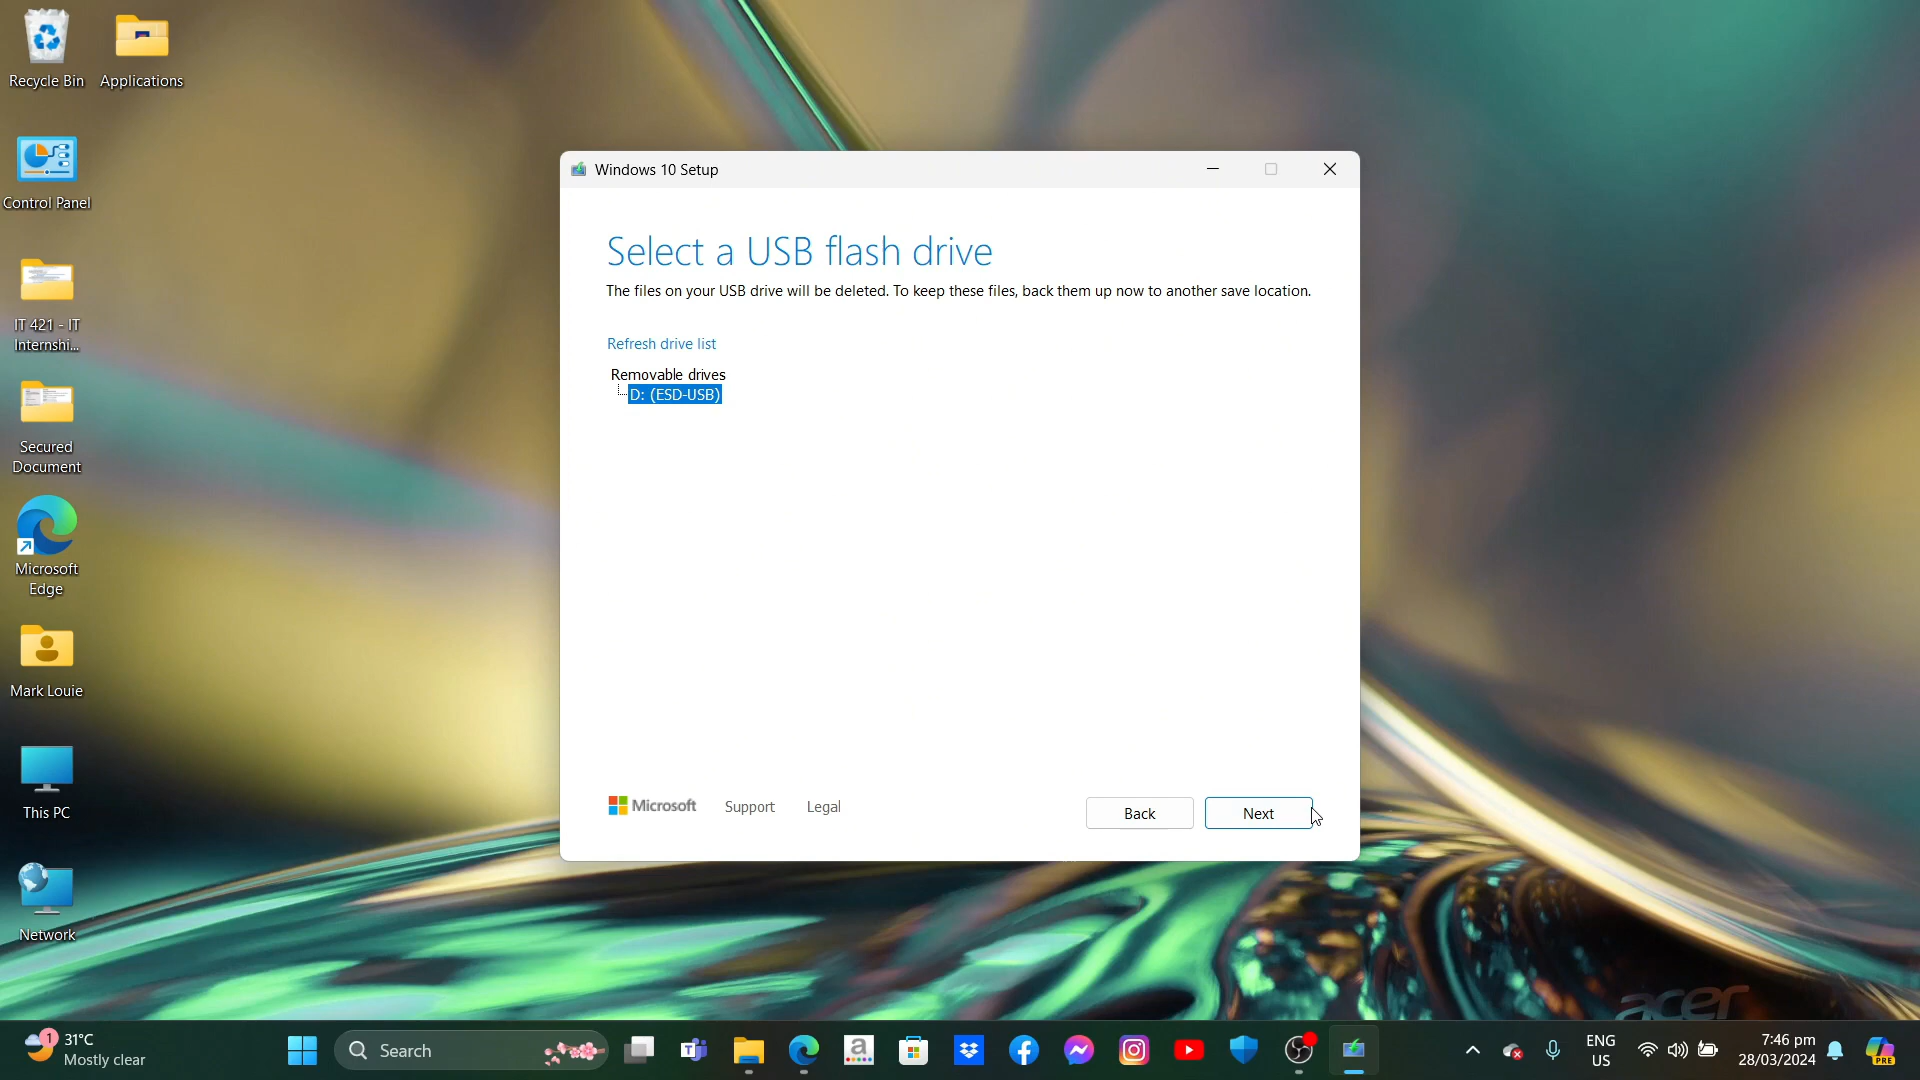 Recycle Bin
Applications
Control Panel
IT 421 - IT
Internshi...
Secured
Document
Microsoft
Edge
Mark Louie
This PC
Network
Windows 10 Setup
Select a USB flash drive
The files on your USB drive will be deleted. To keep these files, back them up now to another save location.
Refresh drive list
Removable drives
D: (ESD-USB)
Microsoft
Support
Legal
Back
Next
acer
1
31°C
Mostly clear
Search
a
ENG
US
7:46 pm
28/03/2024
PRE